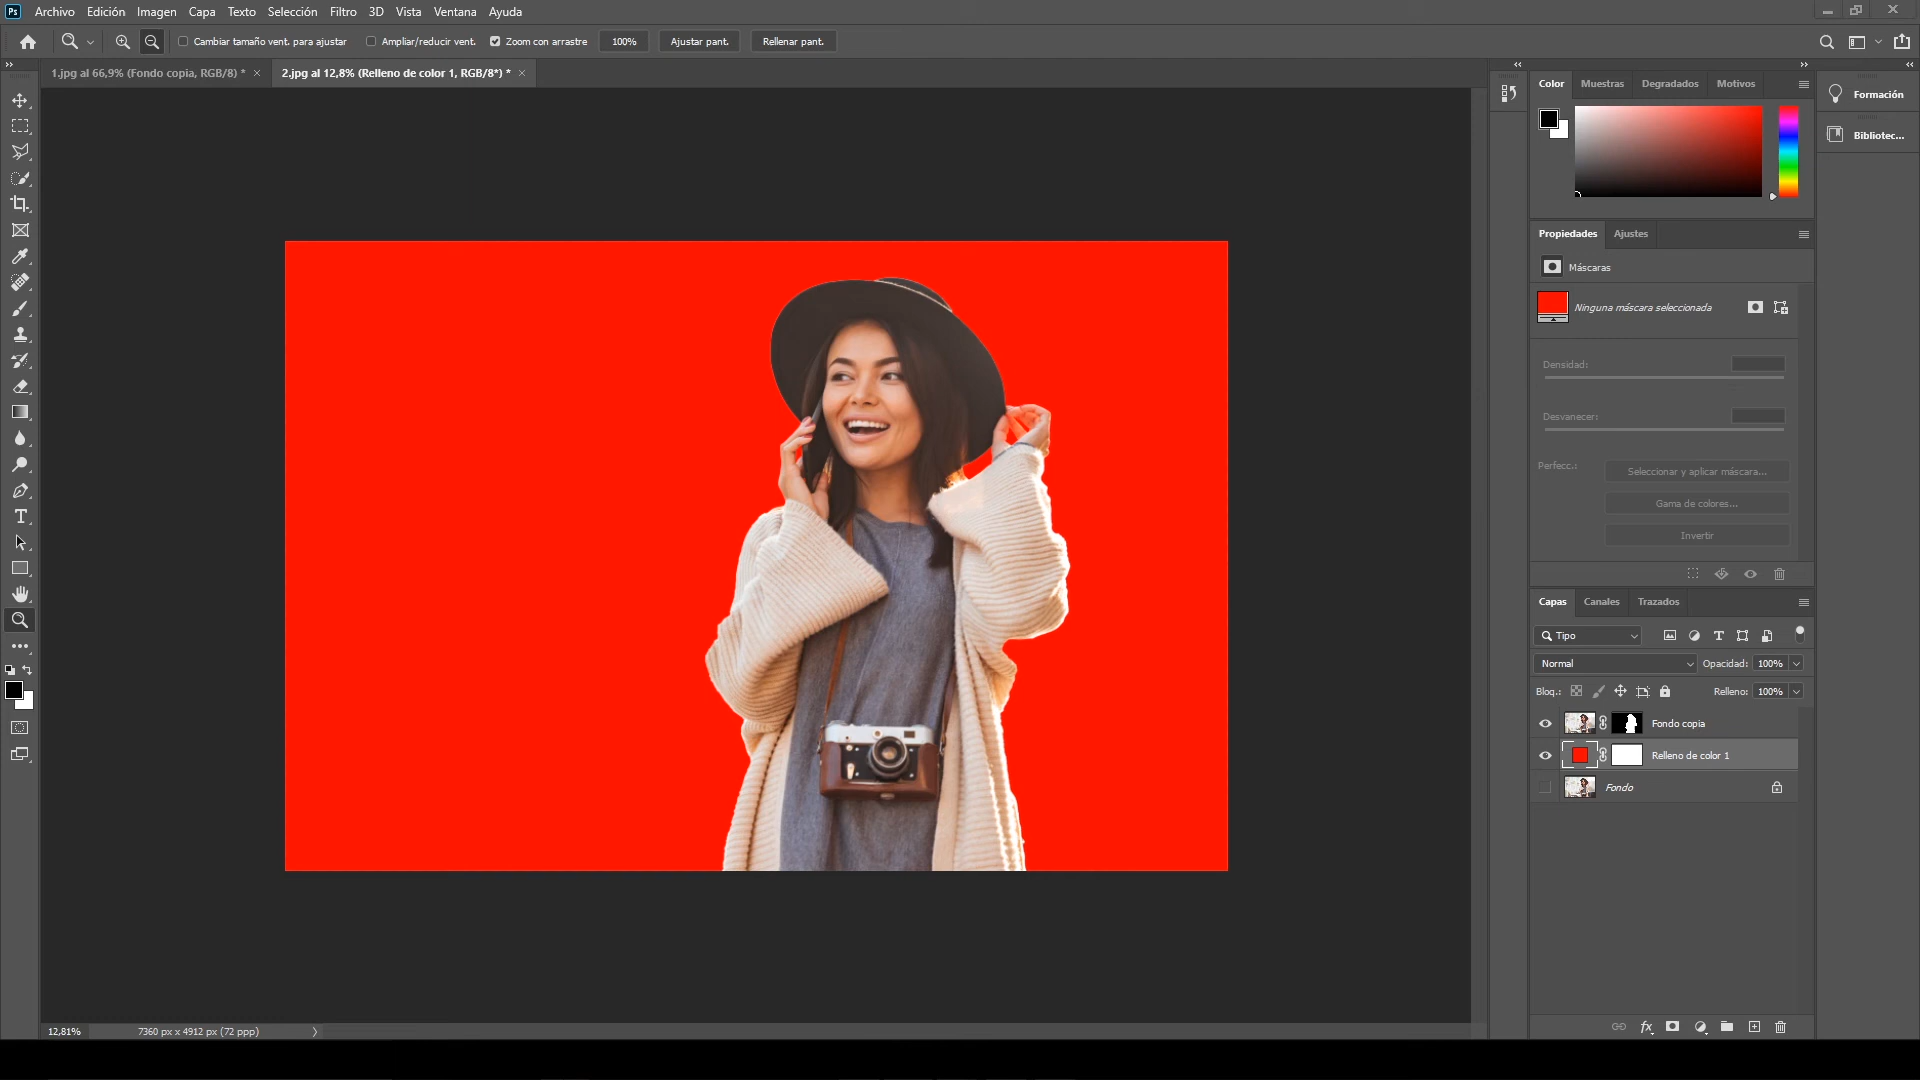 Ps Archivo Edición Imagen Capa Texto Selección Filtro 3D Vista Ventana Ayuda
Cambiar tamaño vent. para ajustar Ampliar/reducir vent. Zoom con arrastre 100% Ajustar pant. Rellenar pant.
1.jpg al 66,9% (Fondo copia, RGB/8) * × 2.jpg al 12,8% (Relleno de color 1, RGB/8*) * ×
Color Muestras Degradados Motivos
Formación
Bibliotec...
Propiedades Ajustes
Máscaras
Ninguna máscara seleccionada
Densidad:
Desvanecer:
Perfecc.: Seleccionar y aplicar máscara...
Gama de colores...
Invertir
Capas Canales Trazados
Tipo
Normal Opacidad: 100%
Bloq.: Relleno: 100%
Fondo copia
Relleno de color 1
Fondo
fx
12,81% 7360 px x 4912 px (72 ppp)